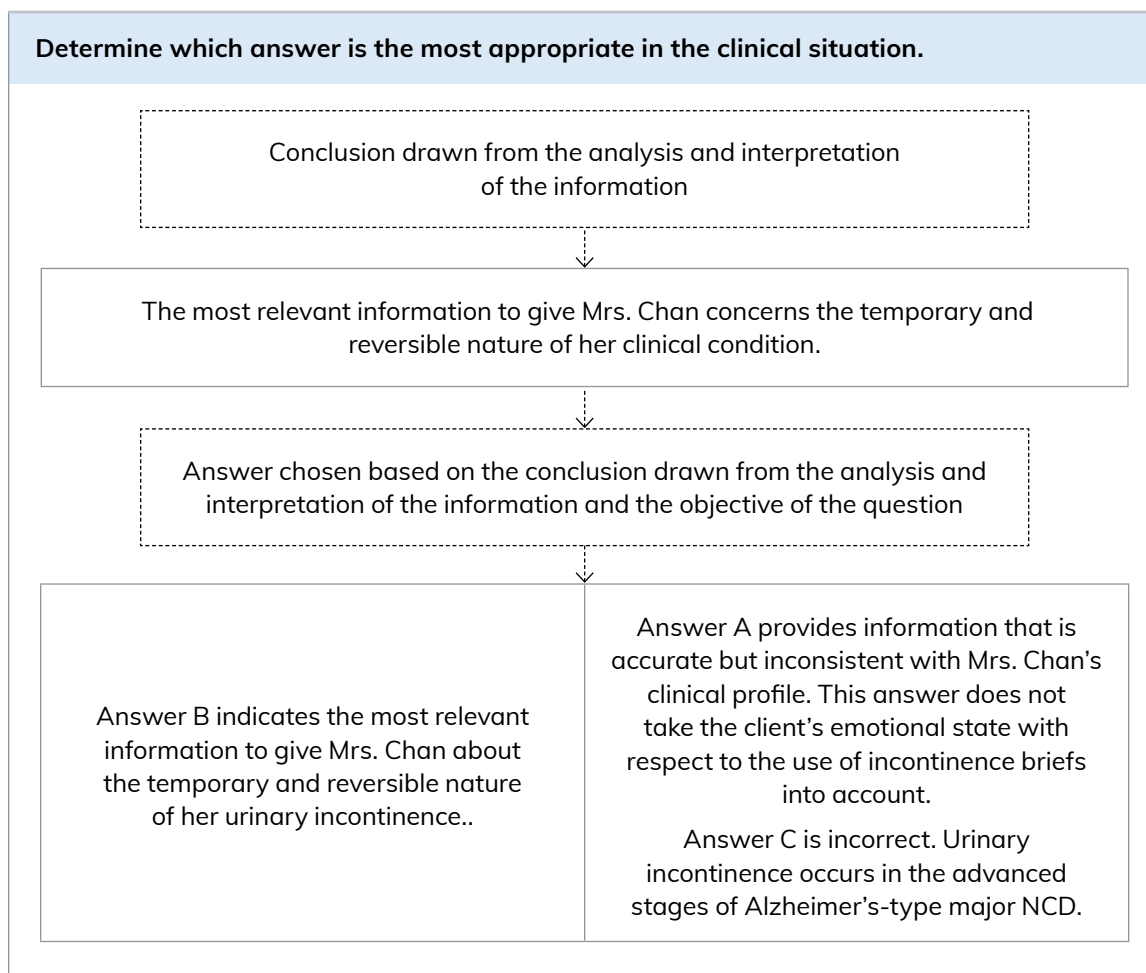 Determine which answer is the most appropriate in the clinical situation.
Conclusion drawn from the analysis and interpretation
of the information
The most relevant information to give Mrs. Chan concerns the temporary and
reversible nature of her clinical condition.
Answer chosen based on the conclusion drawn from the analysis and
interpretation of the information and the objective of the question
Answer B indicates the most relevant
information to give Mrs. Chan about
the temporary and reversible nature
of her urinary incontinence..
Answer A provides information that is
accurate but inconsistent with Mrs. Chan’s
clinical profile. This answer does not
take the client’s emotional state with
respect to the use of incontinence briefs
into account.
Answer C is incorrect. Urinary
incontinence occurs in the advanced
stages of Alzheimer’s-type major NCD.